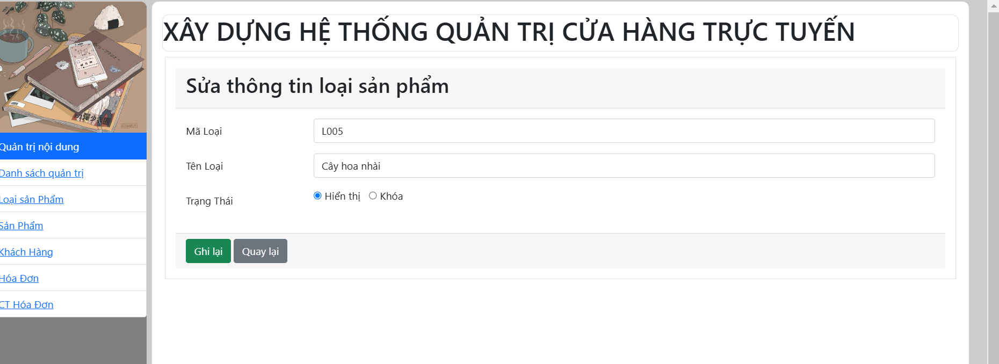 17:02
XÂY DỰNG HỆ THỐNG QUẢN TRỊ CỬA HÀNG TRỰC TUYẾN
Sửa thông tin loại sản phẩm
Mã Loại
L005
Tên Loại
Cây hoa nhài
Trạng Thái
Hiển thị Khóa
Ghi lại Quay lại
Quản trị nội dung
Danh sách quản trị
Loại sản Phẩm
Sản Phẩm
Khách Hàng
Hóa Đơn
CT Hóa Đơn